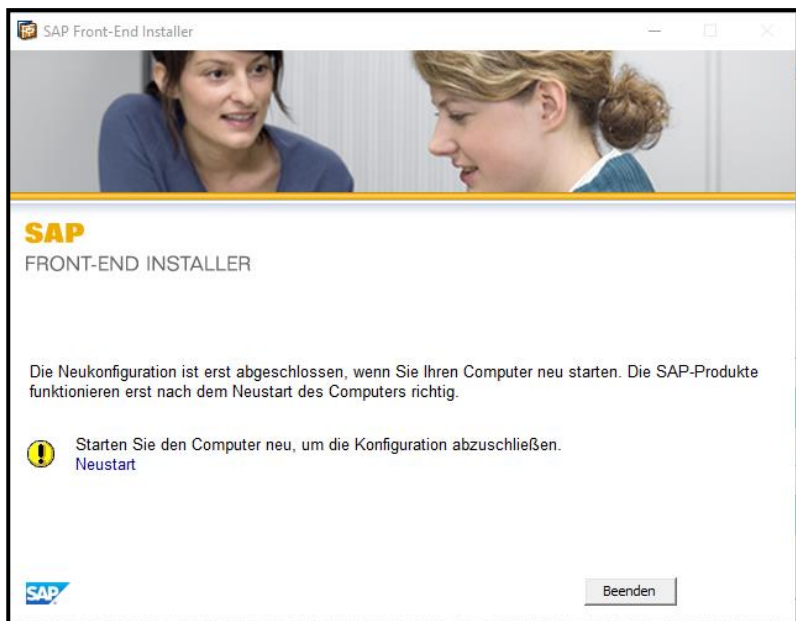 SAP Front-End Installer
SAP
FRONT-END INSTALLER
Die Neukonfiguration ist erst abgeschlossen, wenn Sie Ihren Computer neu starten. Die SAP-Produkte
funktionieren erst nach dem Neustart des Computers richtig.
Starten Sie den Computer neu, um die Konfiguration abzuschließen.
Neustart
SAP
Beenden